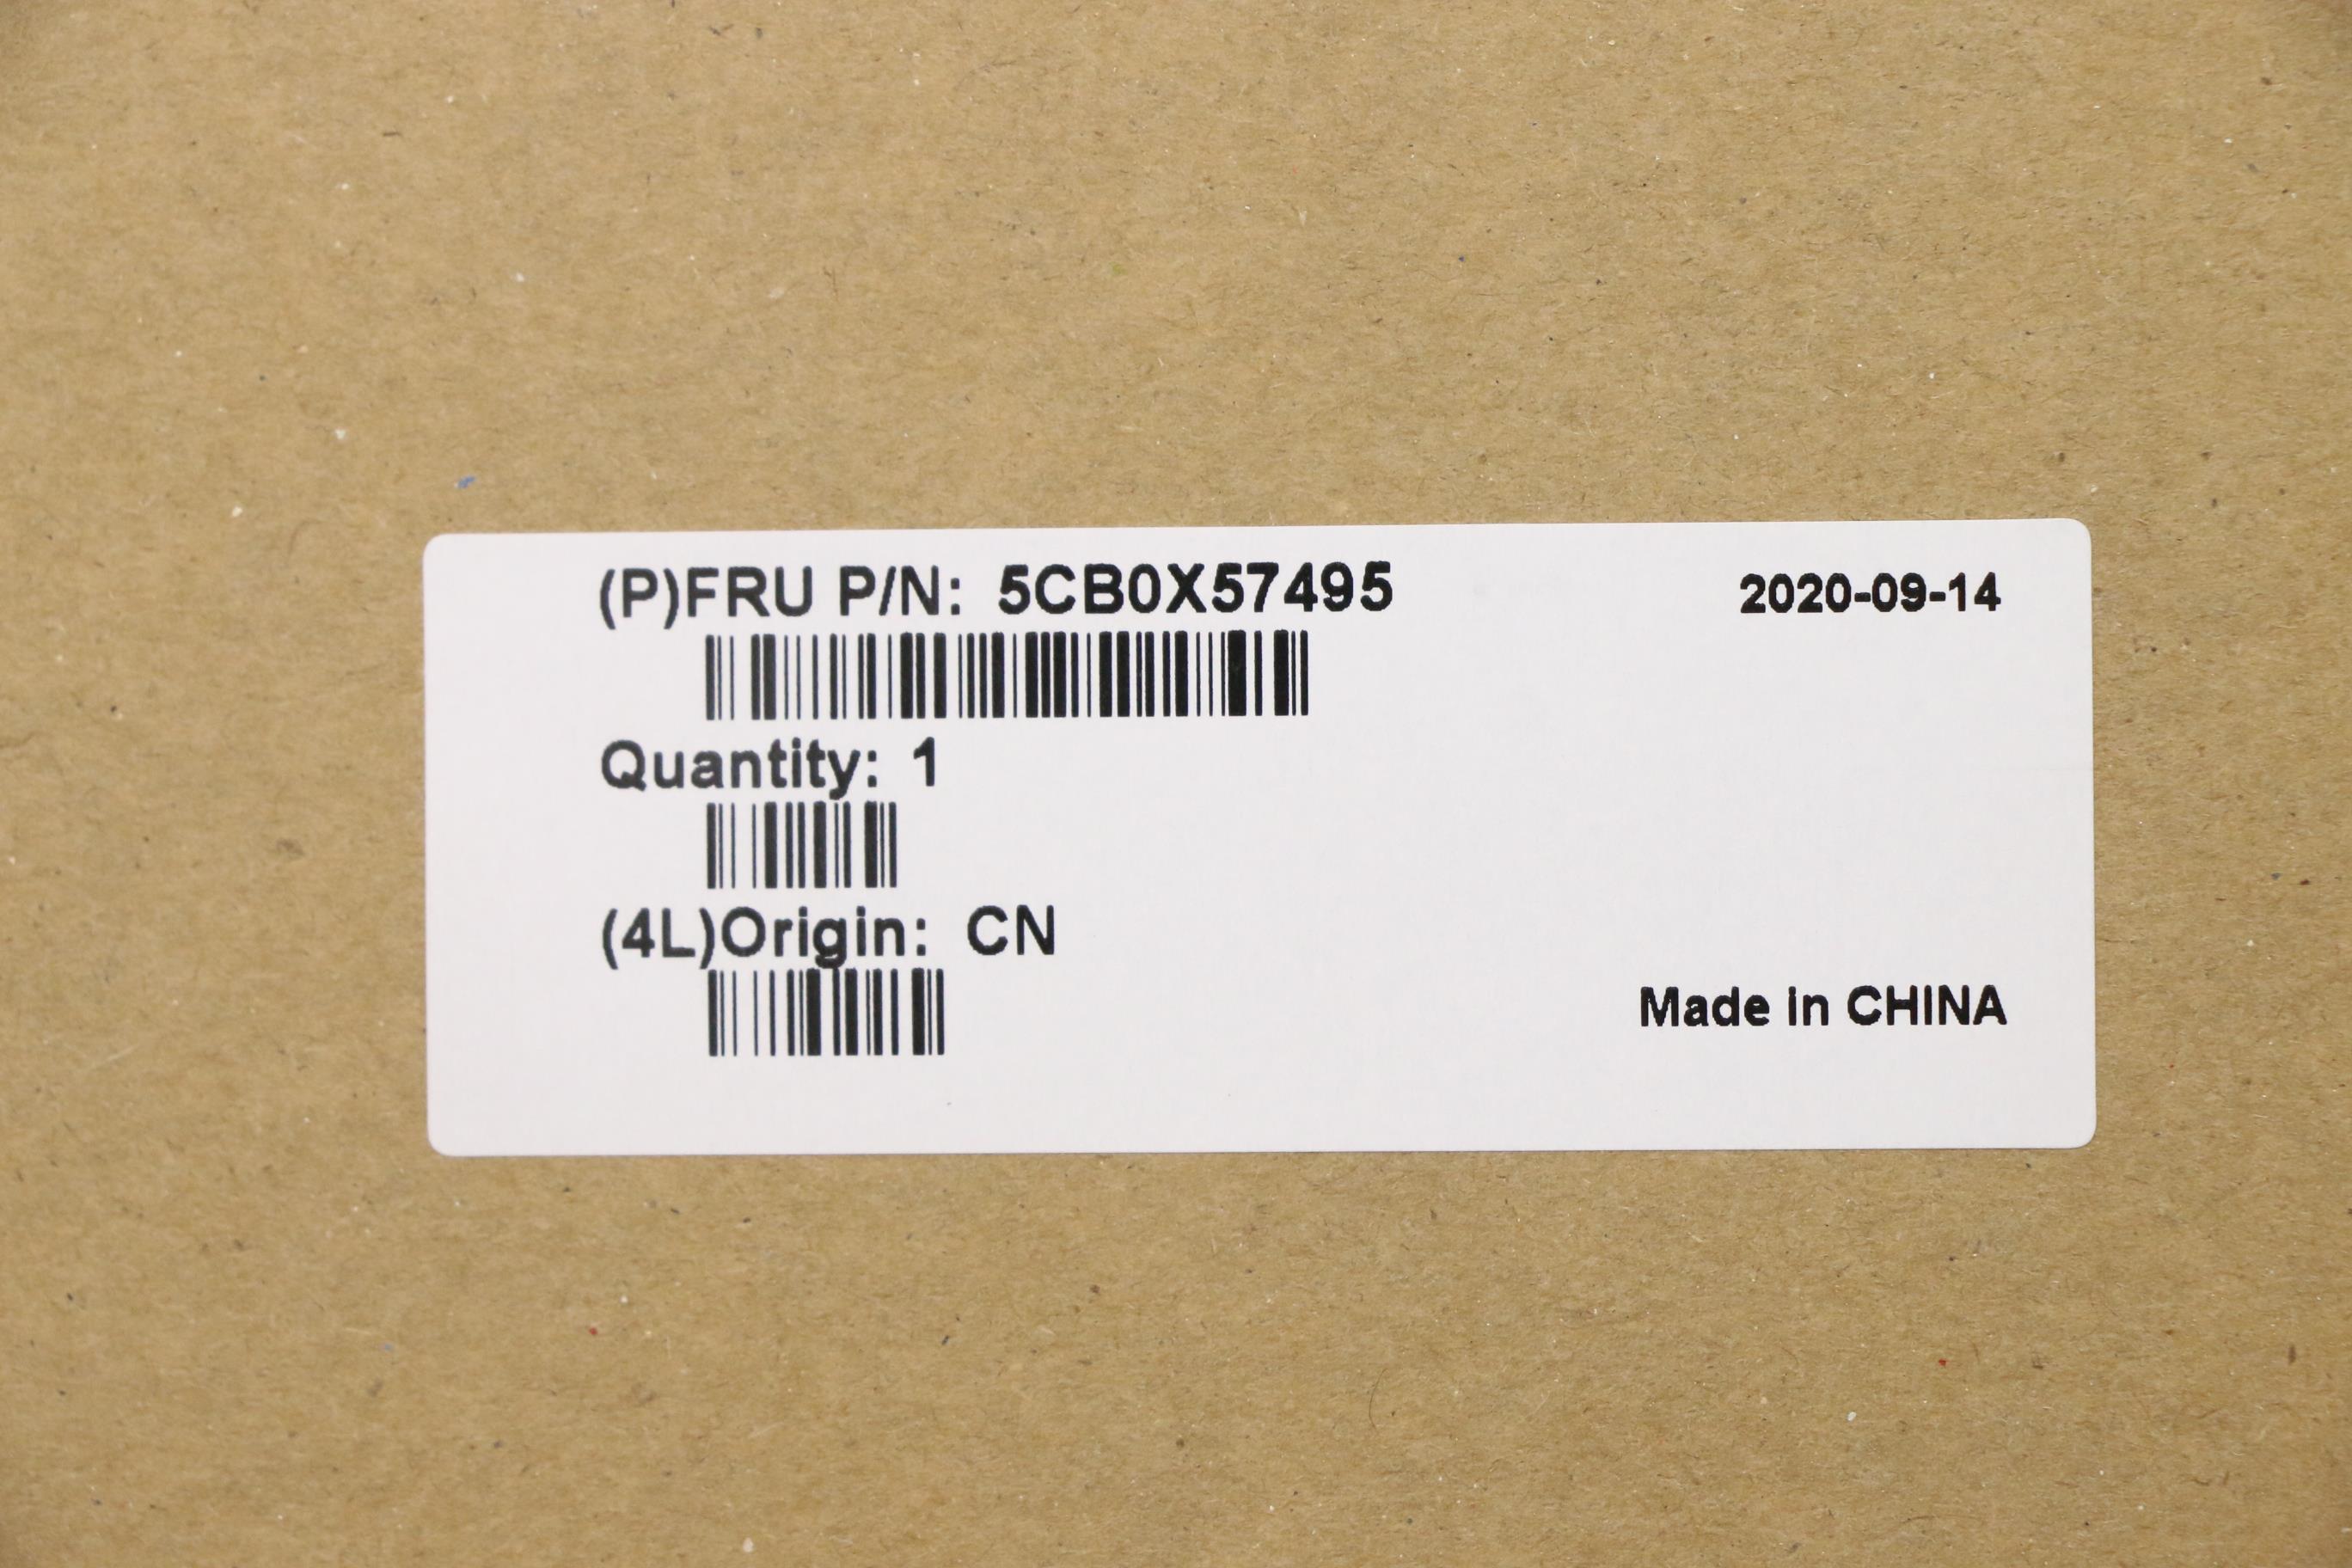 (P)FRU P/N: 5CB0X57495
2020-09-14
Quantity: 1
(4L)Origin: CN
Made in CHINA